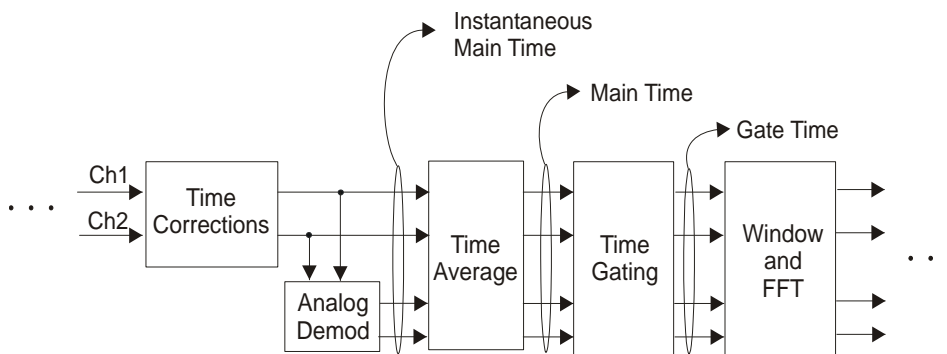 Instantaneous
Main Time
Main Time
Gate Time
Ch1
Ch2
Time
Corrections
Analog
Demod
Time
Average
Time
Gating
Window
and
FFT
. . .
. .